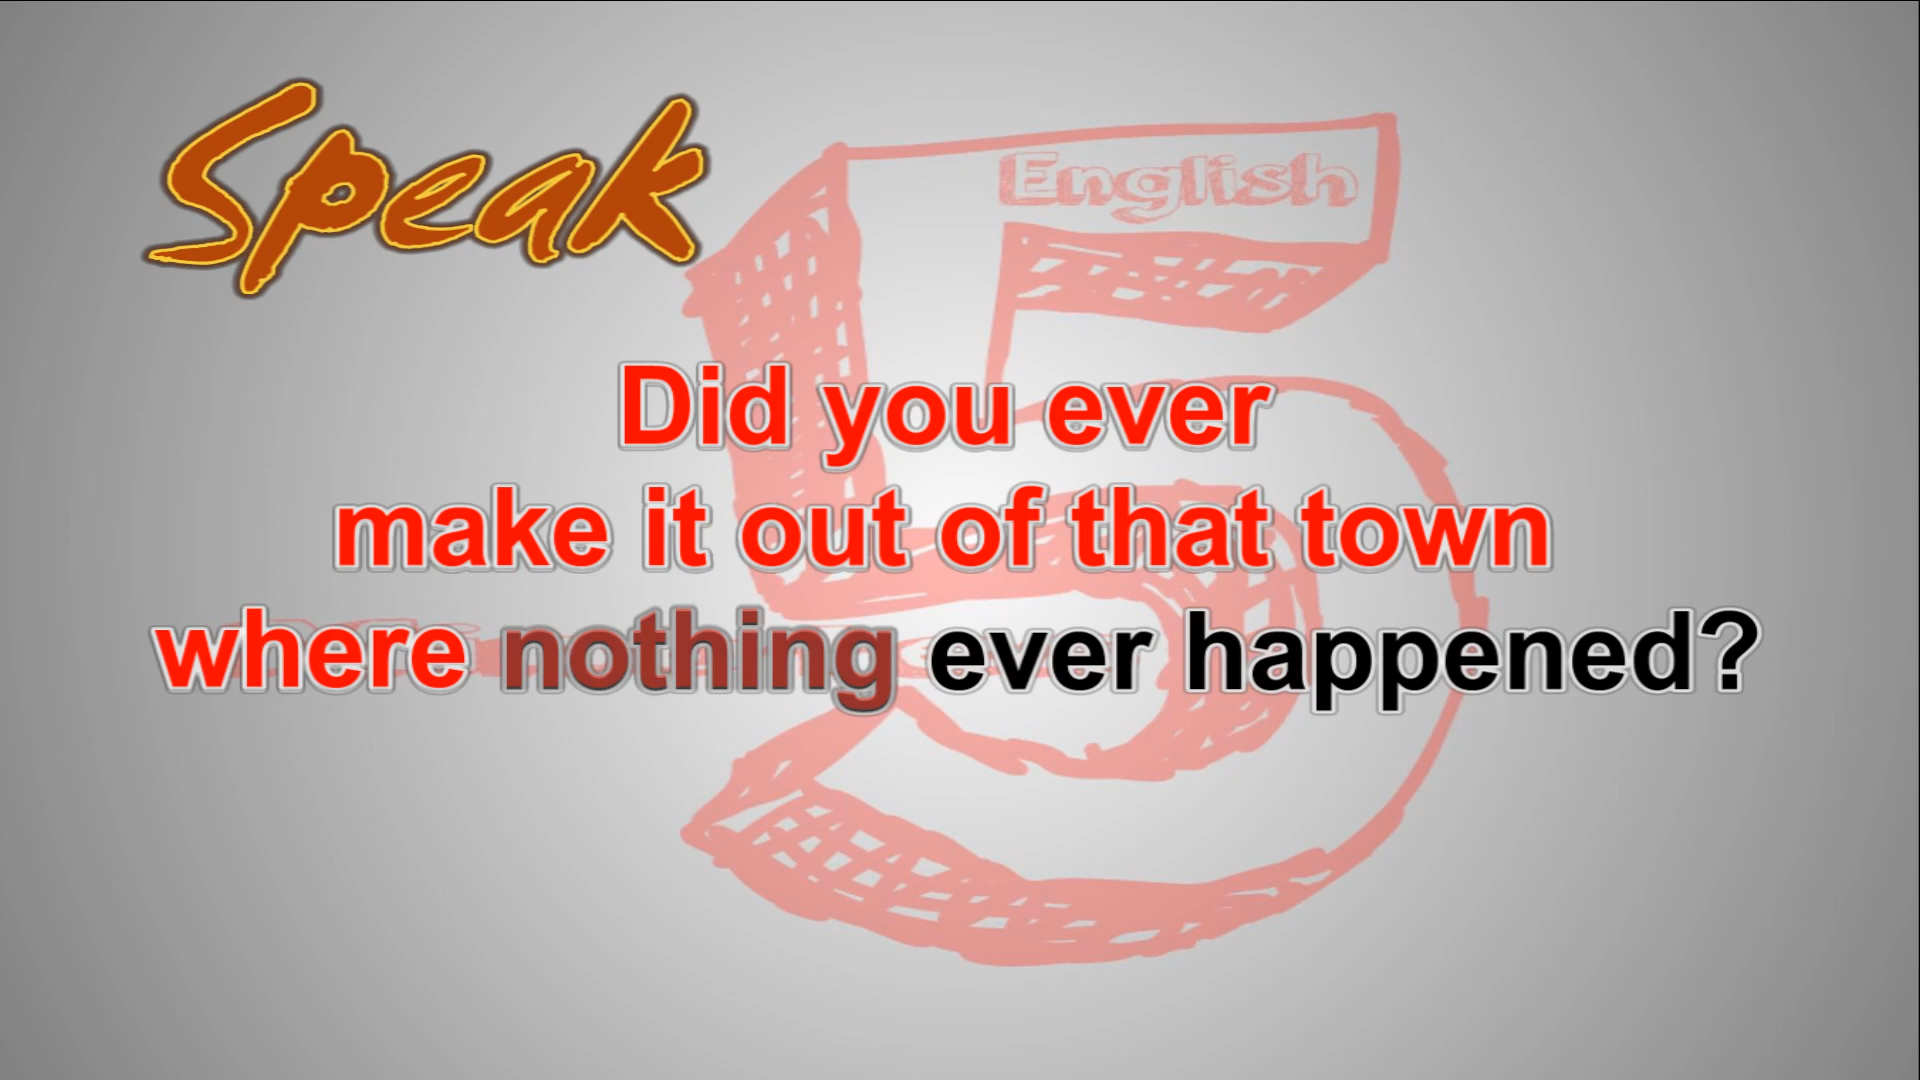 Speak
English
Did you ever
make it out of that town
where nothing ever happened?